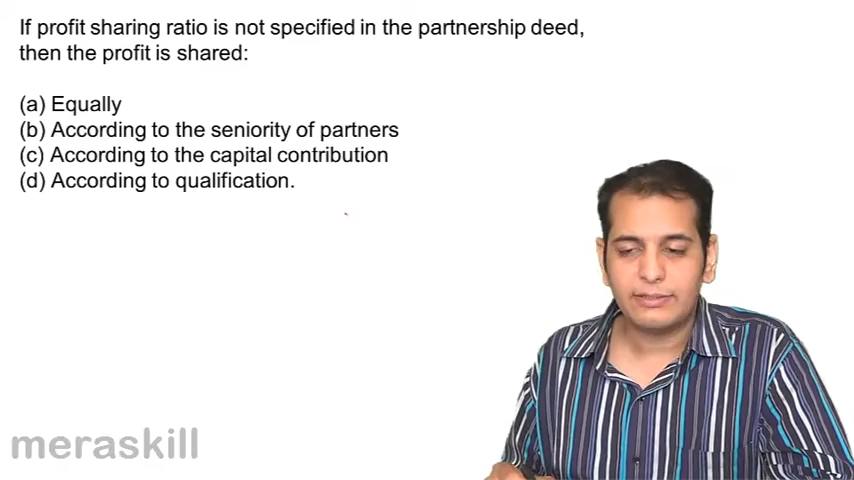 If profit sharing ratio is not specified in the partnership deed,
then the profit is shared:
(a) Equally
(b) According to the seniority of partners
(c) According to the capital contribution
(d) According to qualification.
meraskill